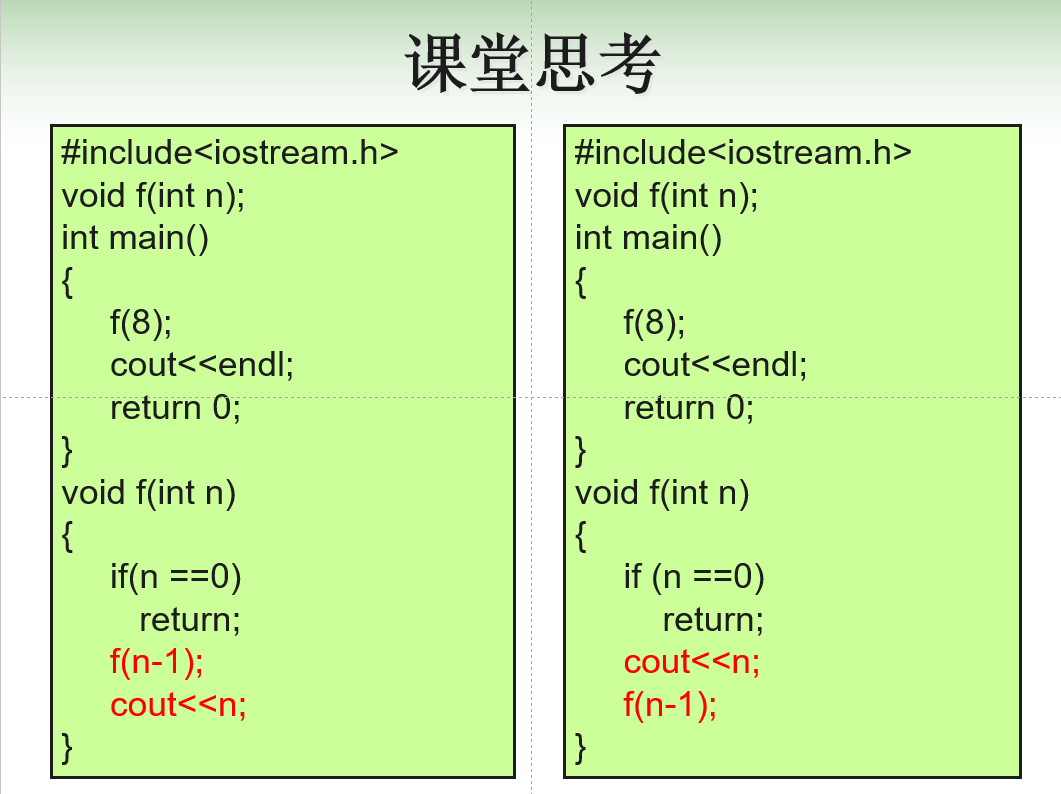 课堂思考
#include<iostream.h>
void f(int n);
int main()
{
f(8);
cout<<endl;
return 0;
}
void f(int n)
{
if(n ==0)
return;
f(n-1);
cout<<n;
}
#include<iostream.h>
void f(int n);
int main()
{
f(8);
cout<<endl;
return 0;
}
void f(int n)
{
if (n ==0)
return;
cout<<n;
f(n-1);
}